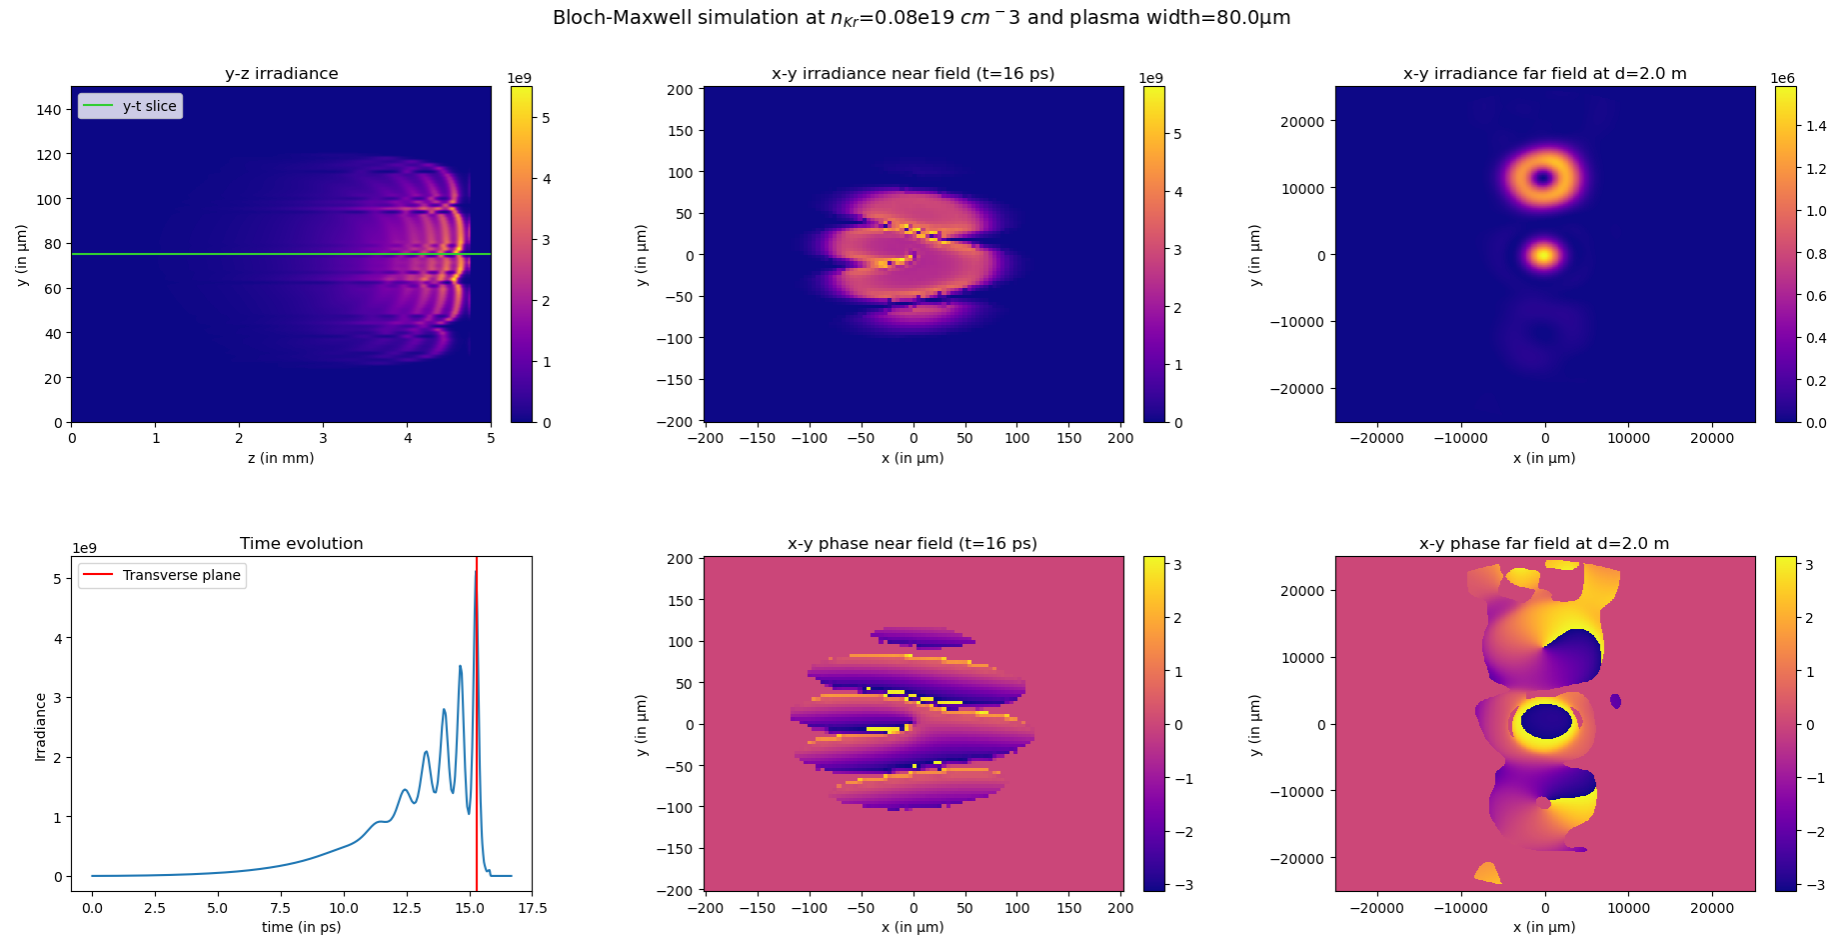 Bloch-Maxwell simulation at n_Kr=0.08e19 cm⁻3 and plasma width=80.0µm
y-z irradiance
1e9
y-t slice
140
120
100
80
60
40
20
0
y (in µm)
0 1 2 3 4 5
z (in mm)
5
4
3
2
1
0
x-y irradiance near field (t=16 ps)
1e9
200
150
100
50
0
−50
−100
−150
−200
y (in µm)
−200 −150 −100 −50 0 50 100 150 200
x (in µm)
5
4
3
2
1
0
x-y irradiance far field at d=2.0 m
1e6
20000
10000
0
−10000
−20000
y (in µm)
−20000 −10000 0 10000 20000
x (in µm)
1.4
1.2
1.0
0.8
0.6
0.4
0.2
0.0
Time evolution
1e9
Transverse plane
5
4
3
2
1
0
Irradiance
0.0 2.5 5.0 7.5 10.0 12.5 15.0 17.5
time (in ps)
x-y phase near field (t=16 ps)
200
150
100
50
0
−50
−100
−150
−200
y (in µm)
−200 −150 −100 −50 0 50 100 150 200
x (in µm)
3
2
1
0
−1
−2
−3
x-y phase far field at d=2.0 m
20000
10000
0
−10000
−20000
y (in µm)
−20000 −10000 0 10000 20000
x (in µm)
3
2
1
0
−1
−2
−3